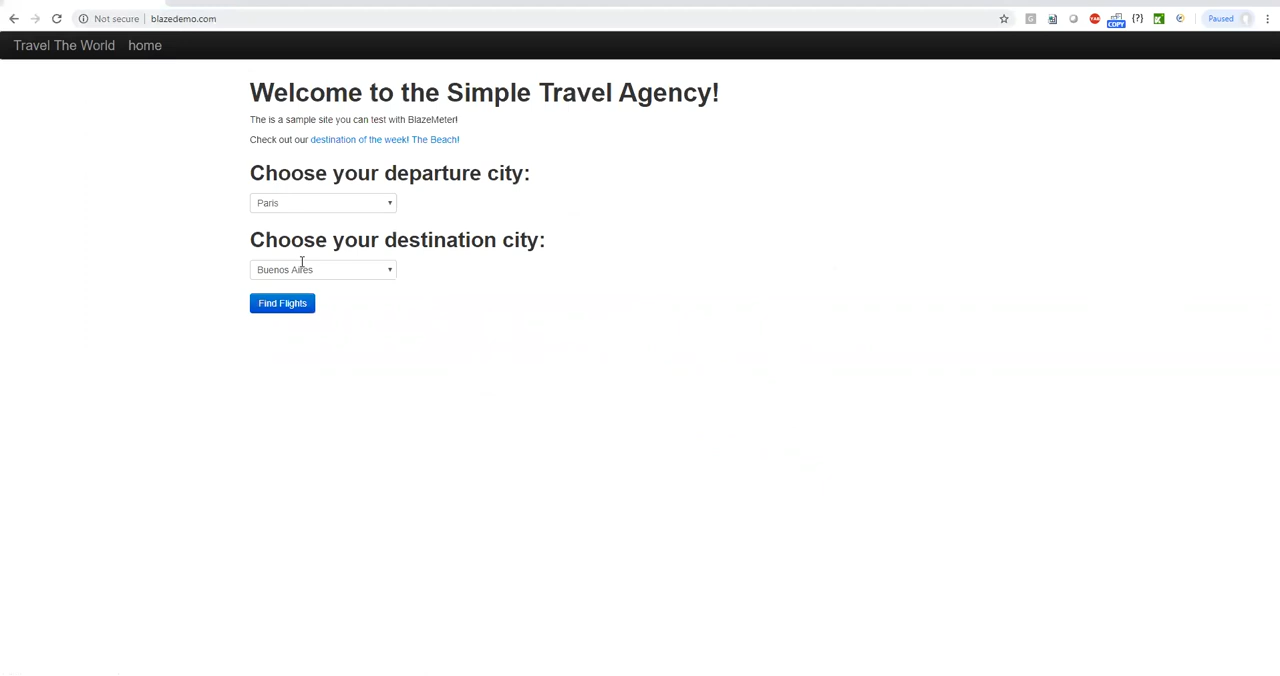 Not secure | blazedemo.com
COPY {?} Paused
Travel The World home
Welcome to the Simple Travel Agency!
The is a sample site you can test with BlazeMeter!
Check out our destination of the week! The Beach!
Choose your departure city:
Paris
Choose your destination city:
Buenos Aires
Find Flights